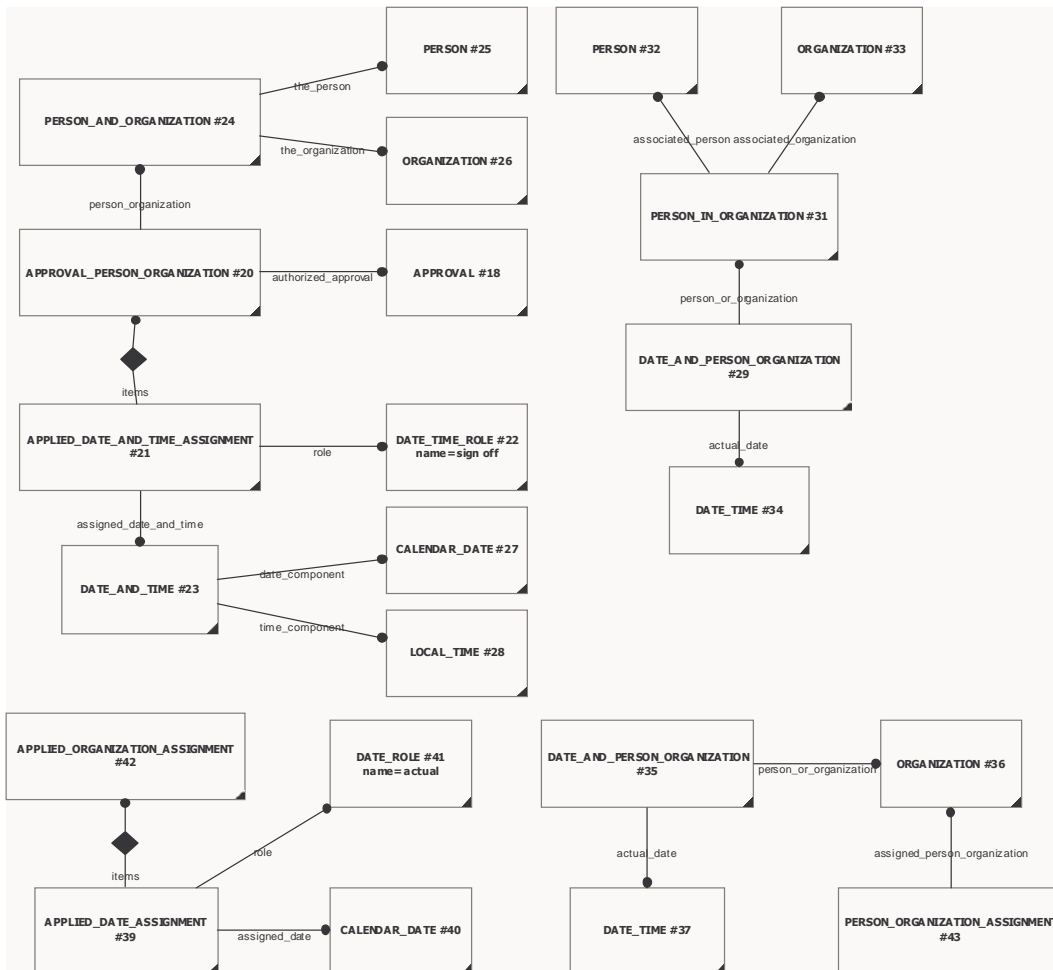 PERSON #25
PERSON #32
ORGANIZATION #33
the_person
PERSON_AND_ORGANIZATION #24
the_organization
ORGANIZATION #26
associated_person
associated_organization
person_organization
PERSON_IN_ORGANIZATION #31
APPROVAL_PERSON_ORGANIZATION #20
authorized_approval
APPROVAL #18
person_or_organization
DATE_AND_PERSON_ORGANIZATION
#29
items
APPLIED_DATE_AND_TIME_ASSIGNMENT
#21
role
DATE_TIME_ROLE #22
name=sign off
actual_date
DATE_TIME #34
assigned_date_and_time
CALENDAR_DATE #27
date_component
DATE_AND_TIME #23
time_component
LOCAL_TIME #28
APPLIED_ORGANIZATION_ASSIGNMENT
#42
DATE_ROLE #41
name=actual
DATE_AND_PERSON_ORGANIZATION
#35
person_or_organization
ORGANIZATION #36
role
actual_date
assigned_person_organization
items
APPLIED_DATE_ASSIGNMENT
#39
assigned_date
CALENDAR_DATE #40
DATE_TIME #37
PERSON_ORGANIZATION_ASSIGNMENT
#43